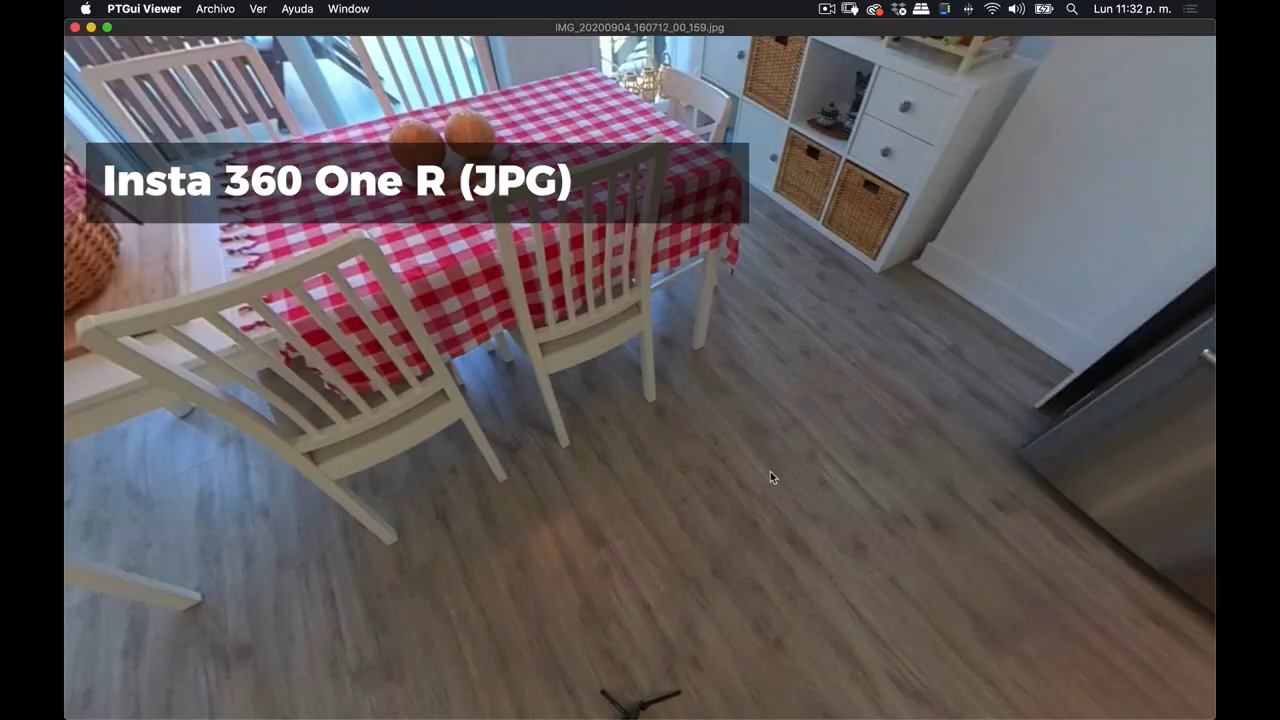 PTGui Viewer Archivo Ver Ayuda Window Lun 11:32 p. m.
IMG_20200904_160712_00_159.jpg
Insta 360 One R (JPG)